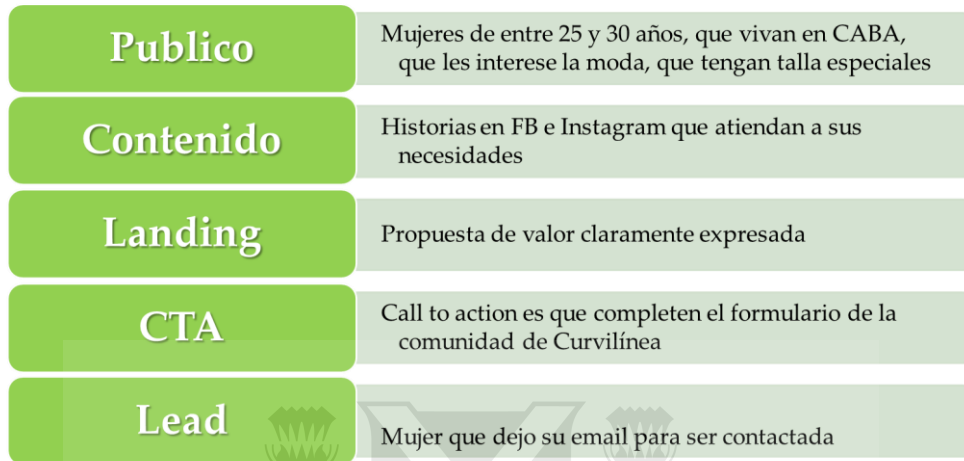 Publico
Mujeres de entre 25 y 30 años, que vivan en CABA,
que les interese la moda, que tengan talla especiales
Contenido
Historias en FB e Instagram que atiendan a sus
necesidades
Landing
Propuesta de valor claramente expresada
CTA
Call to action es que completen el formulario de la
comunidad de Curvilínea
Lead
Mujer que dejo su email para ser contactada